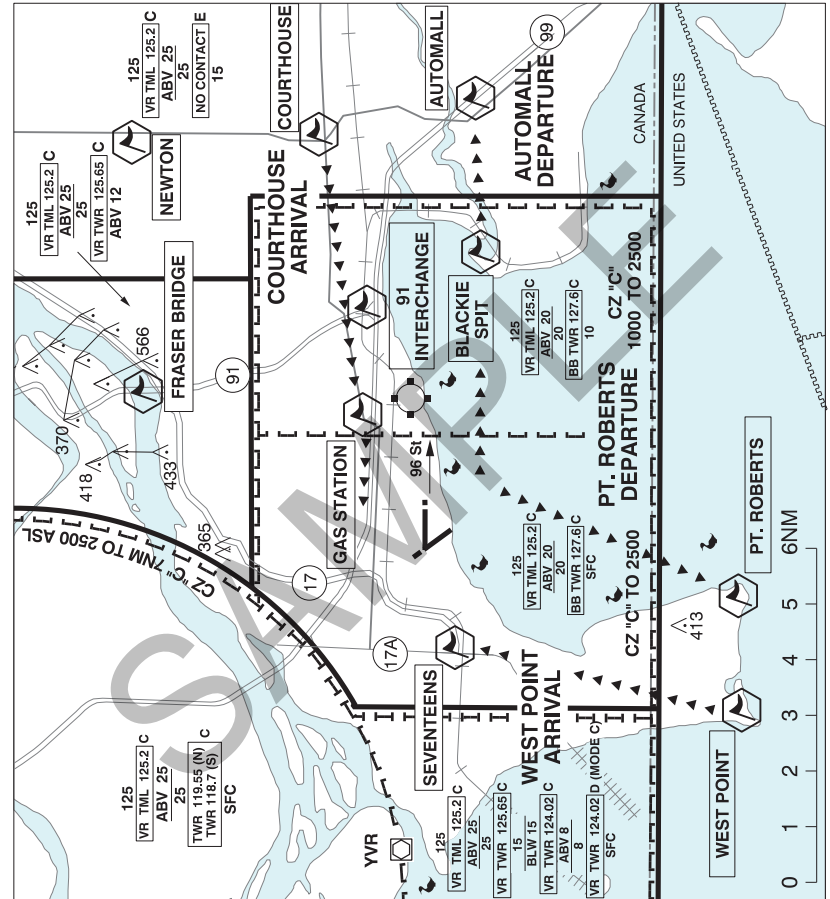 125
VR TML 125.2 C
ABV 25
25
NO CONTACT E
15
NEWTON
COURTHOUSE
AUTOMALL
99
AUTOMALL
DEPARTURE
CANADA
UNITED STATES
125
VR TML 125.2 C
ABV 25
25
VR TWR 125.65 C
ABV 12
COURTHOUSE
ARRIVAL
FRASER BRIDGE
566
91
370
418
433
365
91
INTERCHANGE
BLACKIE
SPIT
125
VR TML 125.2 C
ABV 20
20
BB TWR 127.6 C
10
CZ "C"
1000 TO 2500
CZ "C" 7NM TO 2500 ASL
GAS STATION
96 St
PT. ROBERTS
DEPARTURE
17
17A
125
VR TML 125.2 C
ABV 20
20
BB TWR 127.6 C
SFC
CZ "C" TO 2500
PT. ROBERTS
413
SEVENTEENS
WEST POINT
ARRIVAL
WEST POINT
125
VR TML 125.2 C
ABV 25
25
TWR 119.55 (N) C
TWR 118.7 (S)
SFC
YVR
125
VR TML 125.2 C
ABV 25
25
VR TWR 125.65 C
15
BLW 15
VR TWR 124.02 C
ABV 8
8
VR TWR 124.02 D (MODE C)
SFC
0 1 2 3 4 5 6NM
SAMPLE